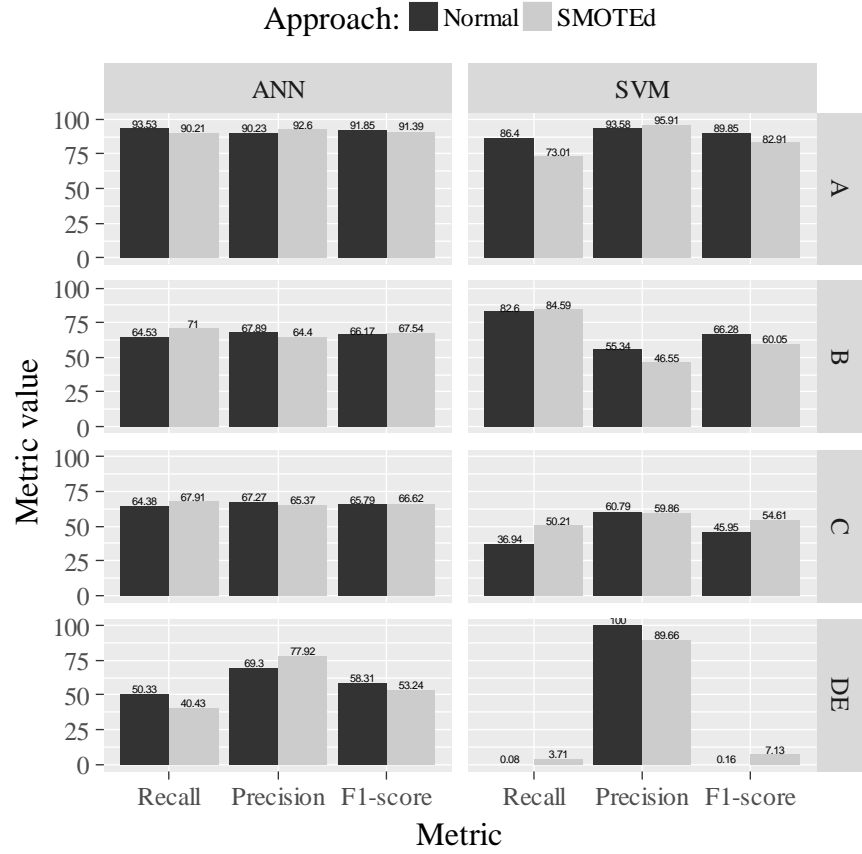 Approach: Normal SMOTEd
ANN SVM
100 93.53 90.21 90.23 92.6 91.85 91.39 86.4 73.01 93.58 95.91 89.85 82.91
75
50
25
0
A
100 64.53 71 67.89 64.4 66.17 67.54 82.6 84.59 55.34 46.55 66.28 60.05
75
50
25
0
B
100 64.38 67.91 67.27 65.37 65.79 66.62 36.94 50.21 60.79 59.86 45.95 54.61
75
50
25
0
C
100 50.33 40.43 69.3 77.92 58.31 53.24 0.08 3.71 100 89.66 0.16 7.13
75
50
25
0
DE
Metric value
Recall Precision F1-score Recall Precision F1-score
Metric